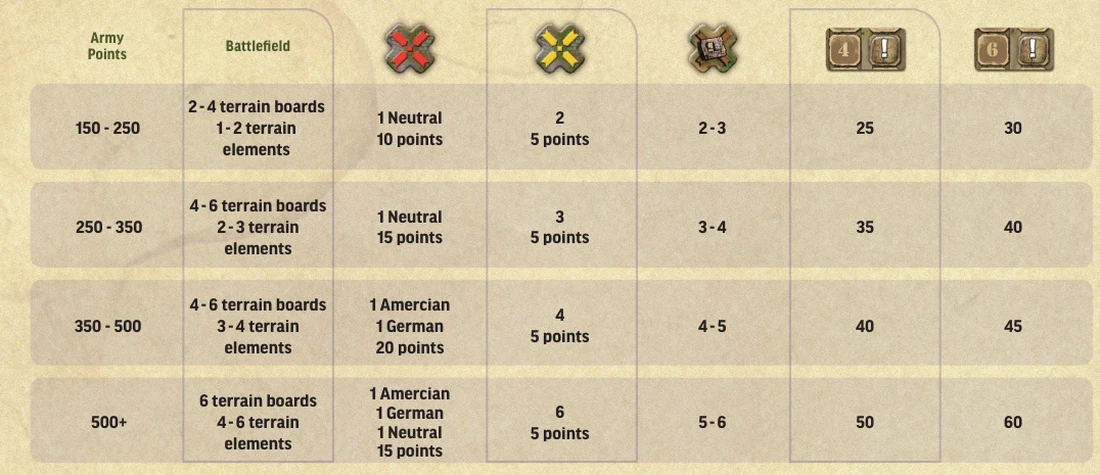 Army
Points
Battlefield
4 !
6 !
150 - 250
2 - 4 terrain boards
1 - 2 terrain
elements
1 Neutral
10 points
2
5 points
2 - 3
25
30
250 - 350
4 - 6 terrain boards
2 - 3 terrain
elements
1 Neutral
15 points
3
5 points
3 - 4
35
40
350 - 500
4 - 6 terrain boards
3 - 4 terrain
elements
1 Amercian
1 German
20 points
4
5 points
4 - 5
40
45
500+
6 terrain boards
4 - 6 terrain
elements
1 Amercian
1 German
1 Neutral
15 points
6
5 points
5 - 6
50
60